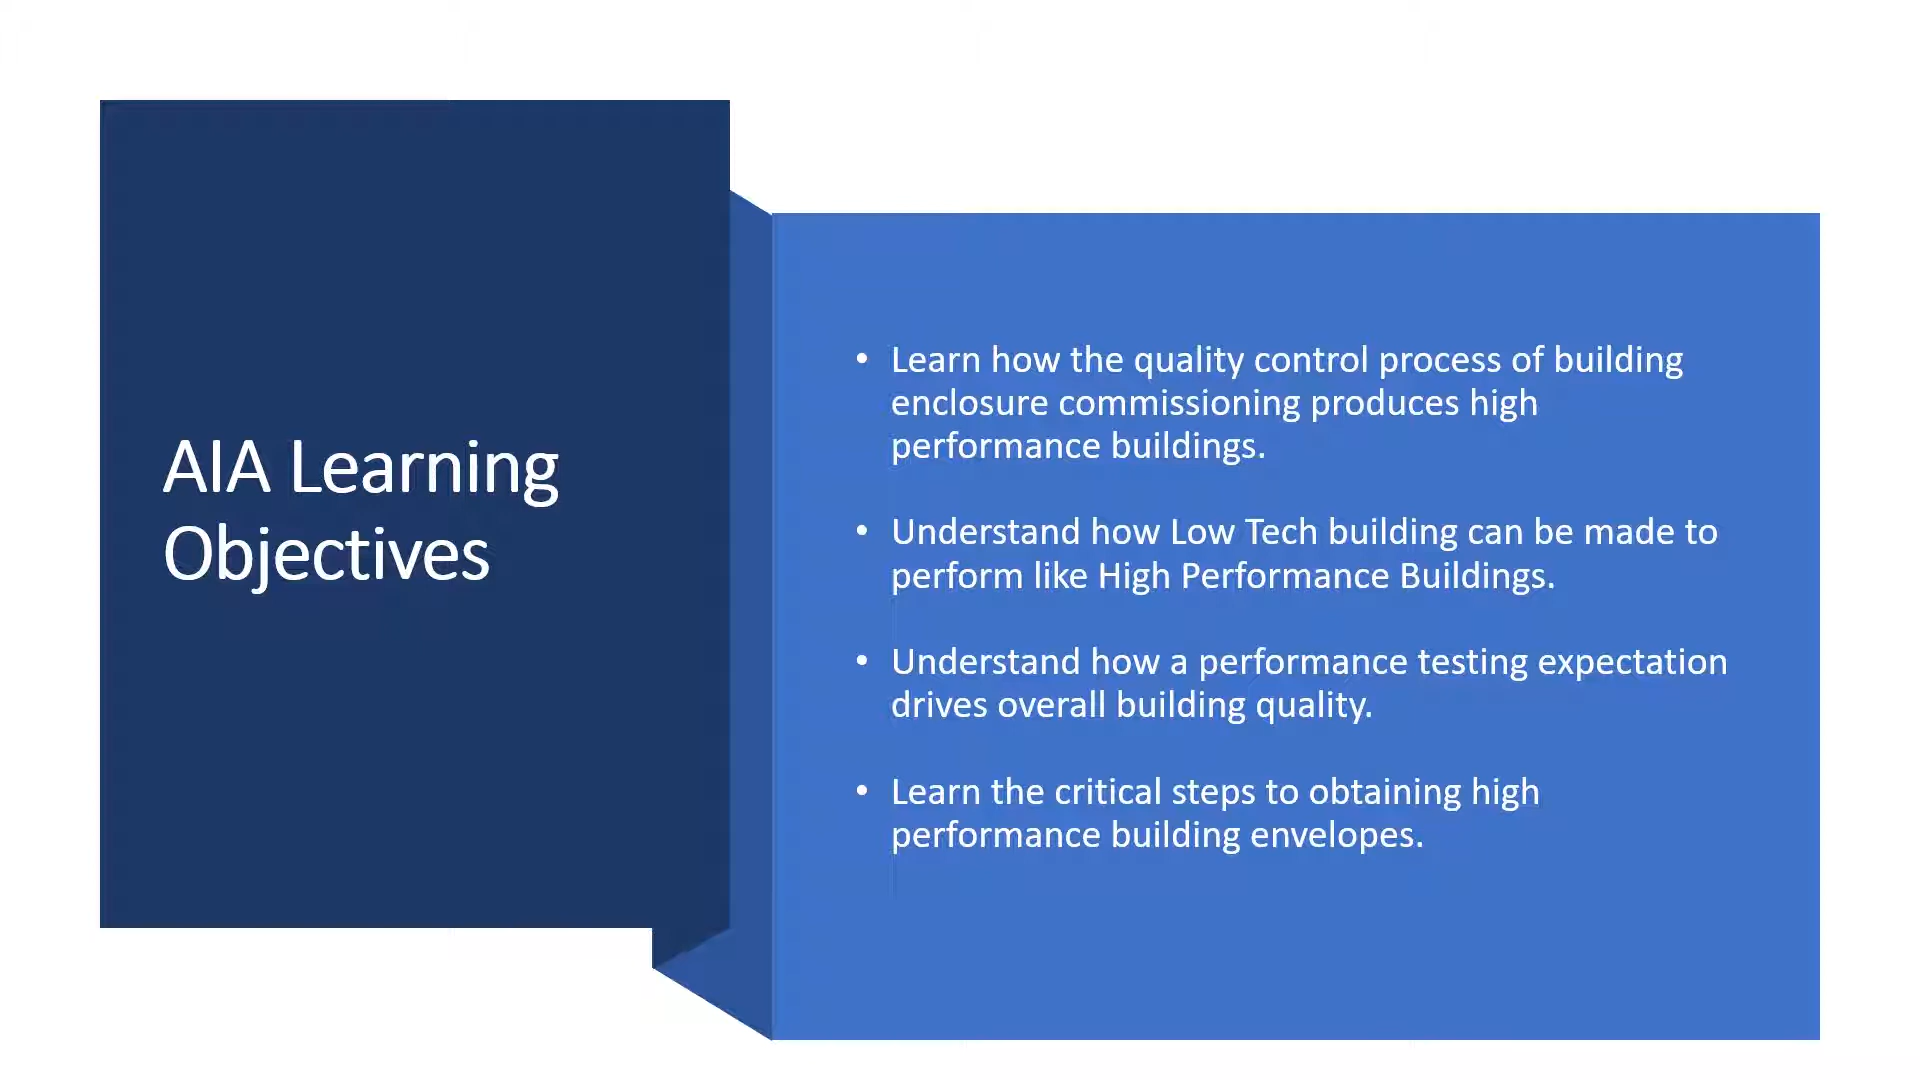 AIA Learning
Objectives
• Learn how the quality control process of building
enclosure commissioning produces high
performance buildings.
• Understand how Low Tech building can be made to
perform like High Performance Buildings.
• Understand how a performance testing expectation
drives overall building quality.
• Learn the critical steps to obtaining high
performance building envelopes.